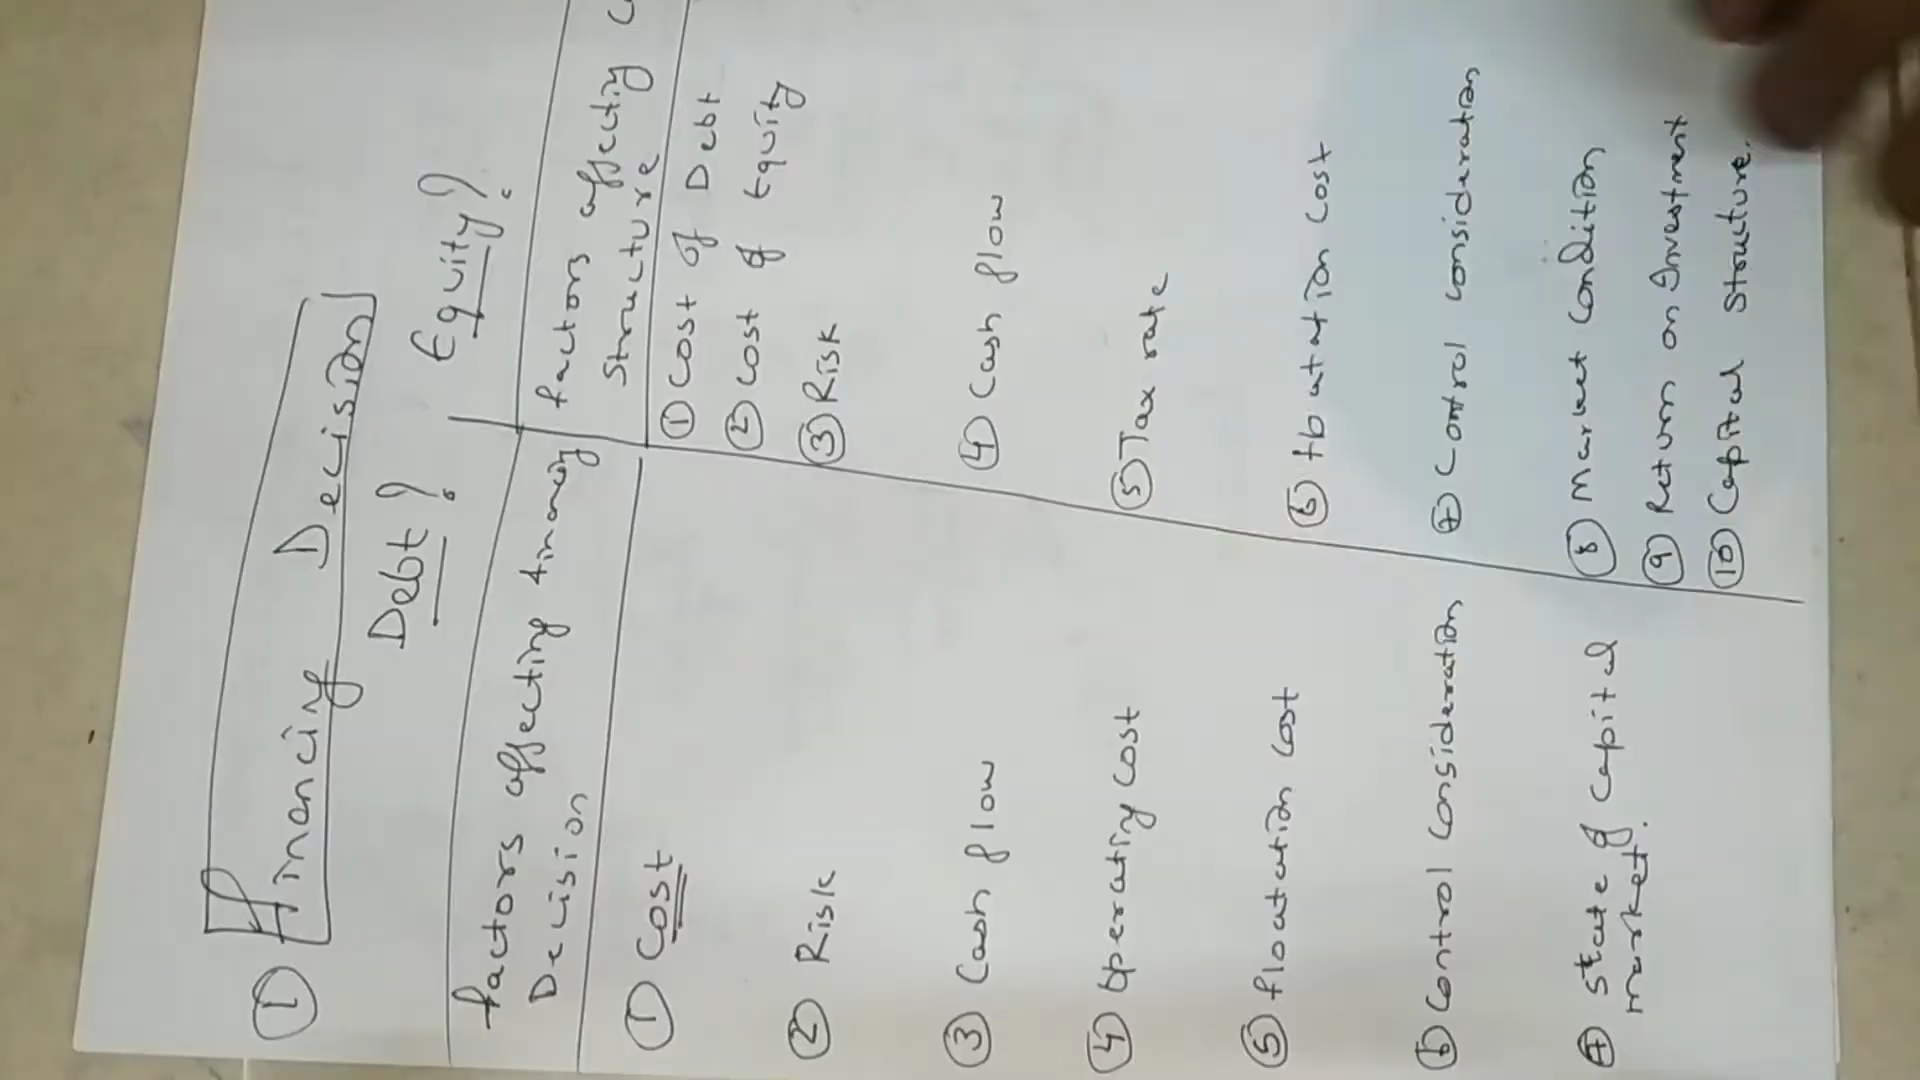 ① Financing Decision
Debt? Equity?
Factors affecting financing
Decision
① Cost
② Risk
③ Cash flow
④ Operating cost
⑤ floatation cost
⑥ Control consideration
⑦ State of capital
market.
factors affecting
Structure
① Cost of Debt
② Cost of Equity
③ Risk
④ Cash flow
⑤ Tax rate
⑥ floatation cost
⑦ Control consideration
⑧ Market condition
⑨ Return on Investment
⑩ Capital Structure.